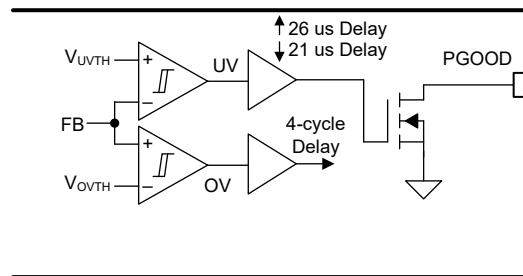 26 us Delay
21 us Delay
VUVTH
+
UV
PGOOD
−
FB
4-cycle
Delay
+
VOVTH
−
OV